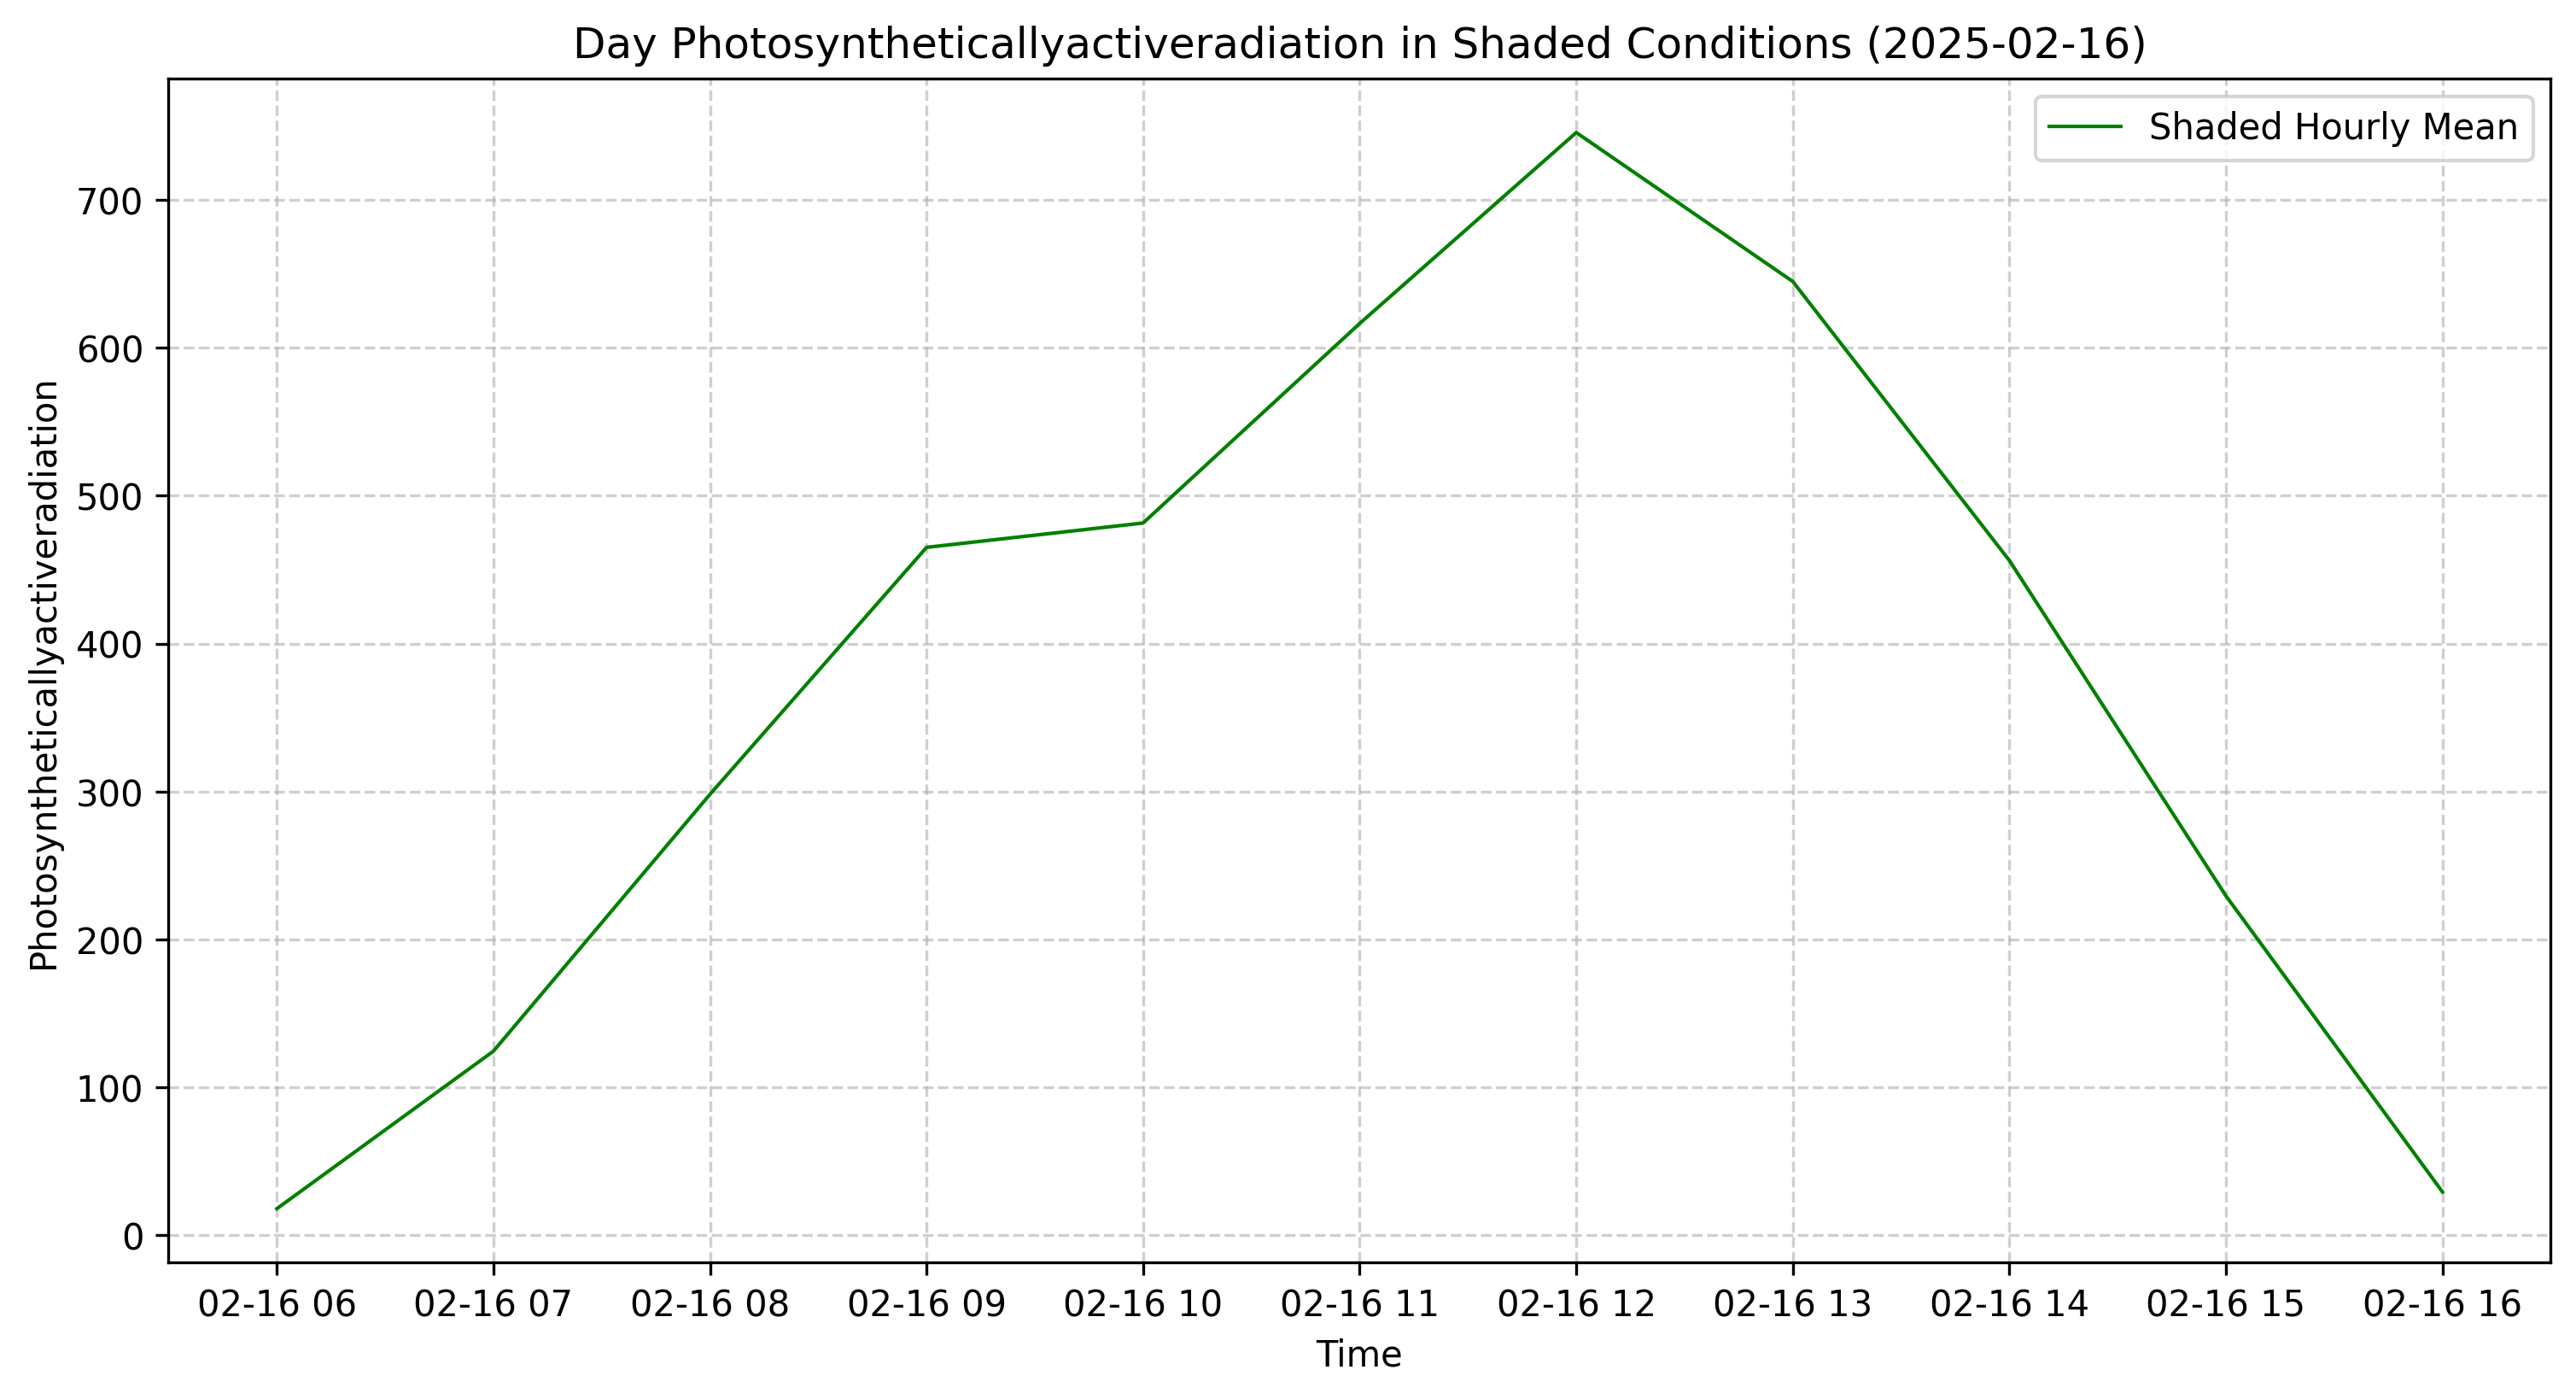 Day Photosyntheticallyactiveradiation in Shaded Conditions (2025-02-16)
Shaded Hourly Mean
Photosyntheticallyactiveradiation
700
600
500
400
300
200
100
0
02-16 06 02-16 07 02-16 08 02-16 09 02-16 10 02-16 11 02-16 12 02-16 13 02-16 14 02-16 15 02-16 16
Time